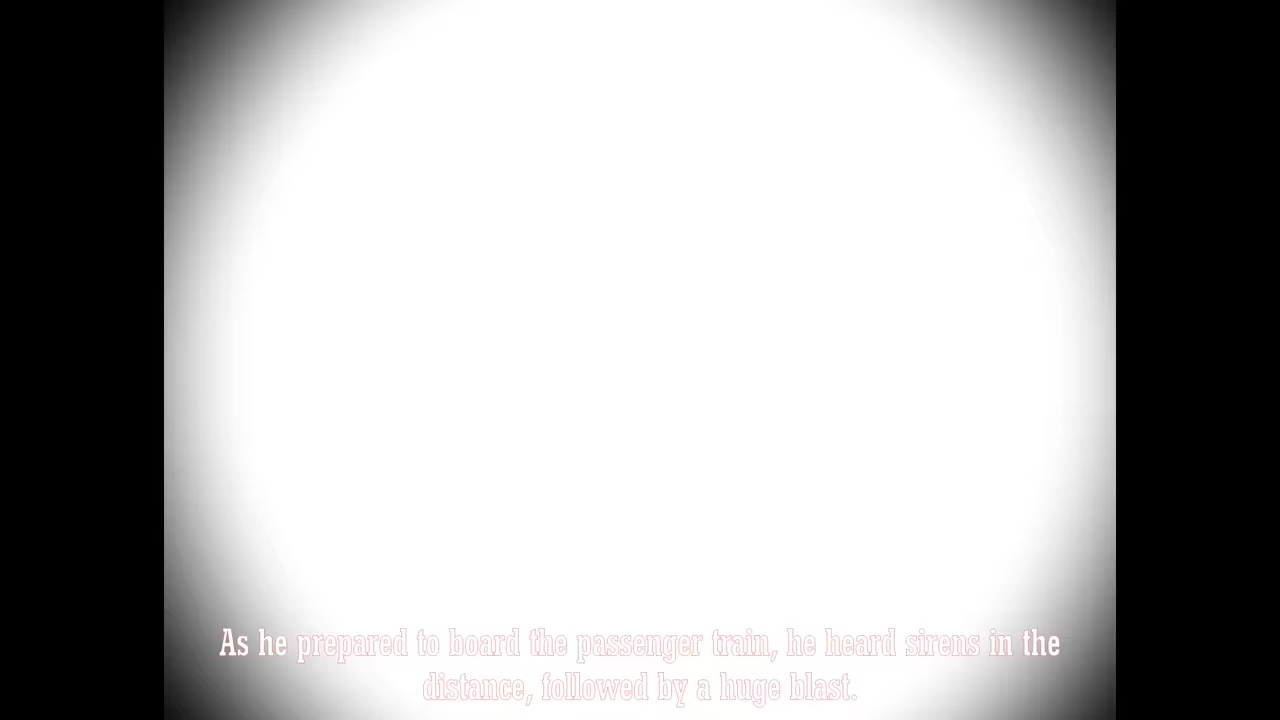 As he prepared to board the passenger train, he heard sirens in the
distance, followed by a huge blast.